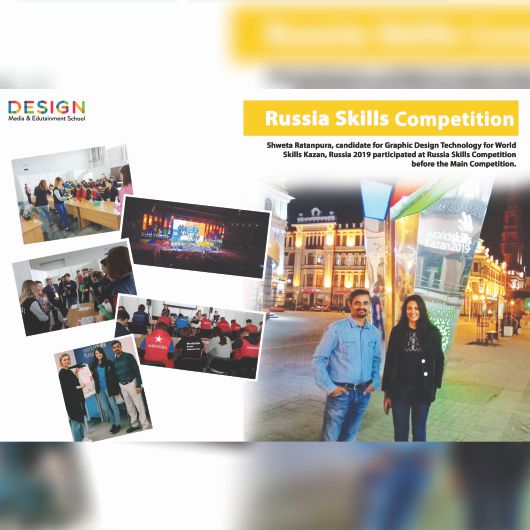 DESIGN
Media & Edutainment School
Russia Skills Competition
Shweta Ratanpura, candidate for Graphic Design Technology for World
Skills Kazan, Russia 2019 participated at Russia Skills Competition
before the Main Competition.
worldskills
Kazan 2019